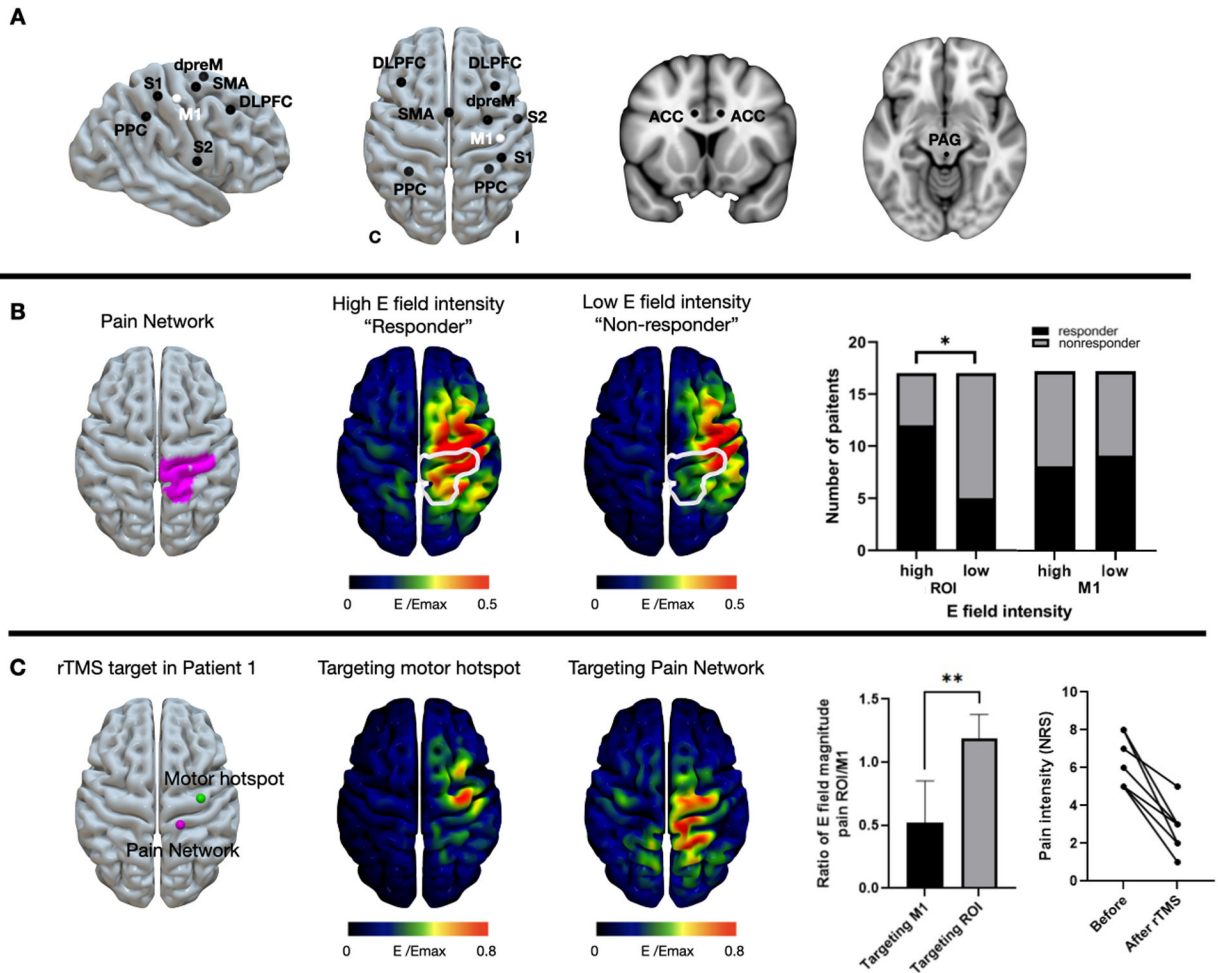 A
dpreM
S1
SMA
M1
DLPFC
PPC
S2
DLPFC
DLPFC
dpreM
SMA
S2
M1
S1
PPC
PPC
C
I
ACC
ACC
PAG
B
Pain Network
High E field intensity
“Responder”
0
E /Emax
0.5
Low E field intensity
“Non-responder”
0
E /Emax
0.5
responder
nonresponder
*
Number of paitents
20
15
10
5
0
high
low
high
low
ROI
M1
E field intensity
C
rTMS target in Patient 1
Motor hotspot
Pain Network
Targeting motor hotspot
0
E /Emax
0.8
Targeting Pain Network
0
E /Emax
0.8
**
Ratio of E field magnitude
pain ROI/M1
1.5
1.0
0.5
0.0
Targeting M1
Targeting ROI
Pain intensity (NRS)
10
8
6
4
2
0
Before
After rTMS